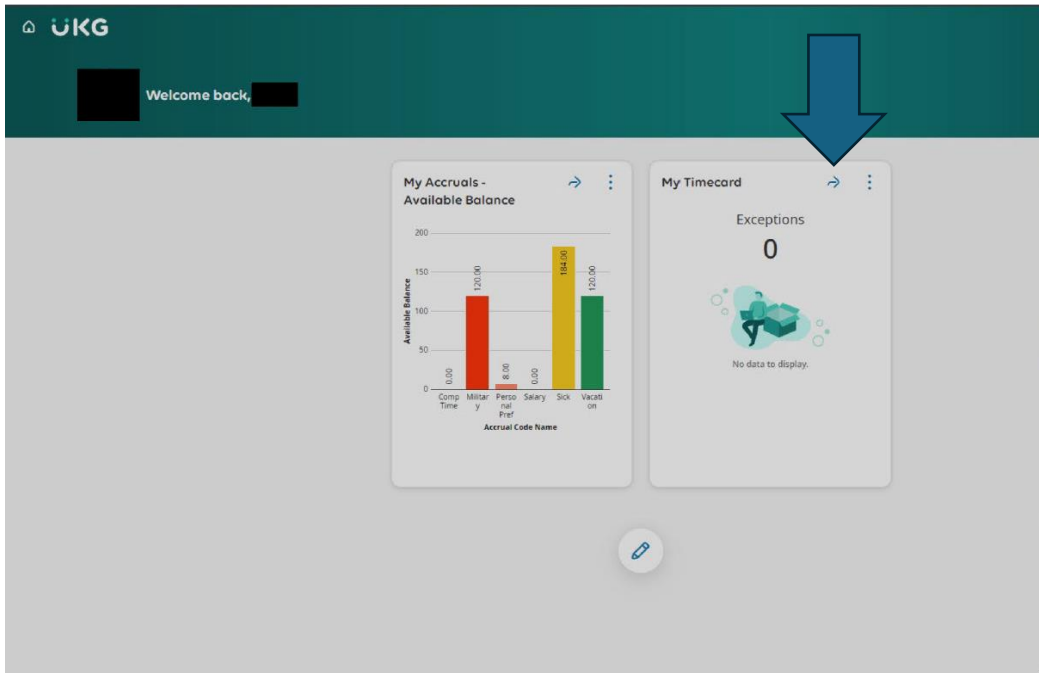 UKG
Welcome back,
My Accruals -
Available Balance
200
150
100
50
0
Available Balance
0.00
120.00
8.00
0.00
184.00
120.00
Comp Time
Militar y
Perso nal Pref
Salary
Sick
Vacati on
Accrual Code Name
My Timecard
Exceptions
0
No data to display.